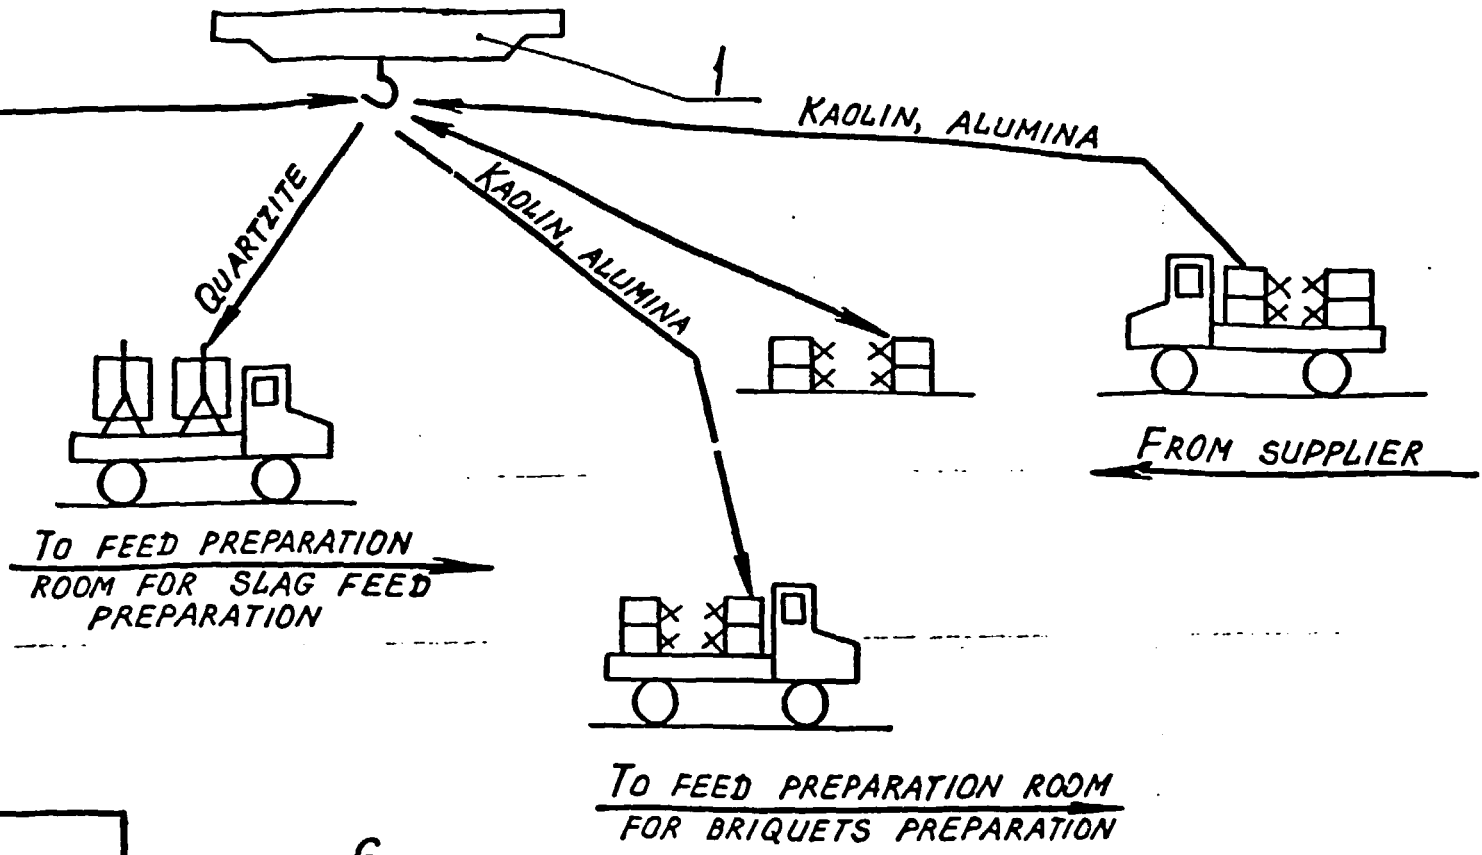 1
KAOLIN, ALUMINA
QUARTZITE
KAOLIN, ALUMINA
FROM SUPPLIER
TO FEED PREPARATION
ROOM FOR SLAG FEED
PREPARATION
TO FEED PREPARATION ROOM
FOR BRIQUETS PREPARATION